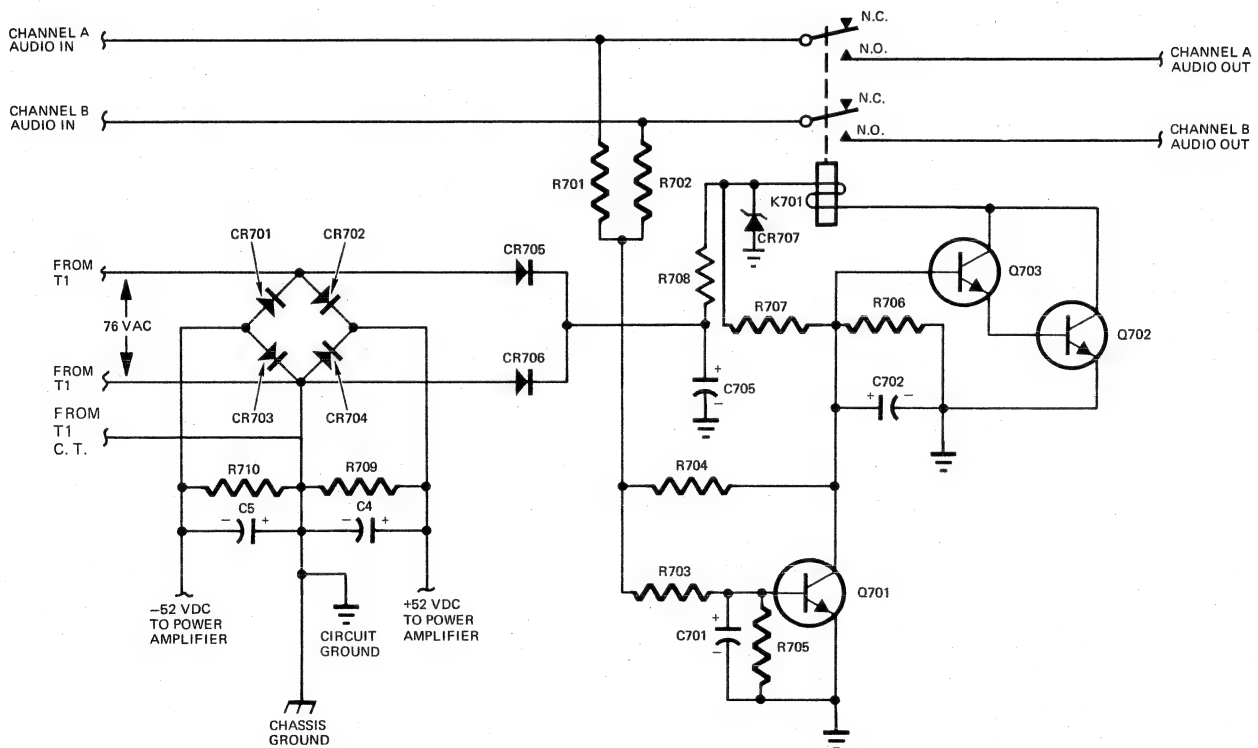 CHANNEL A
AUDIO IN
N.C.
N.O.
CHANNEL A
AUDIO OUT
CHANNEL B
AUDIO IN
N.C.
N.O.
CHANNEL B
AUDIO OUT
R701
R702
K701
CR707
CR701
CR702
CR705
FROM
T1
R708
Q703
76 VAC
R707
R706
Q702
CR706
FROM
T1
CR703
CR704
C705
+
-
C702
+
-
FROM
T1
C. T.
R710
R709
R704
C5
-
+
C4
-
+
R703
Q701
C701
+
-
R705
-52 VDC
TO POWER
AMPLIFIER
CIRCUIT
GROUND
+52 VDC
TO POWER
AMPLIFIER
CHASSIS
GROUND